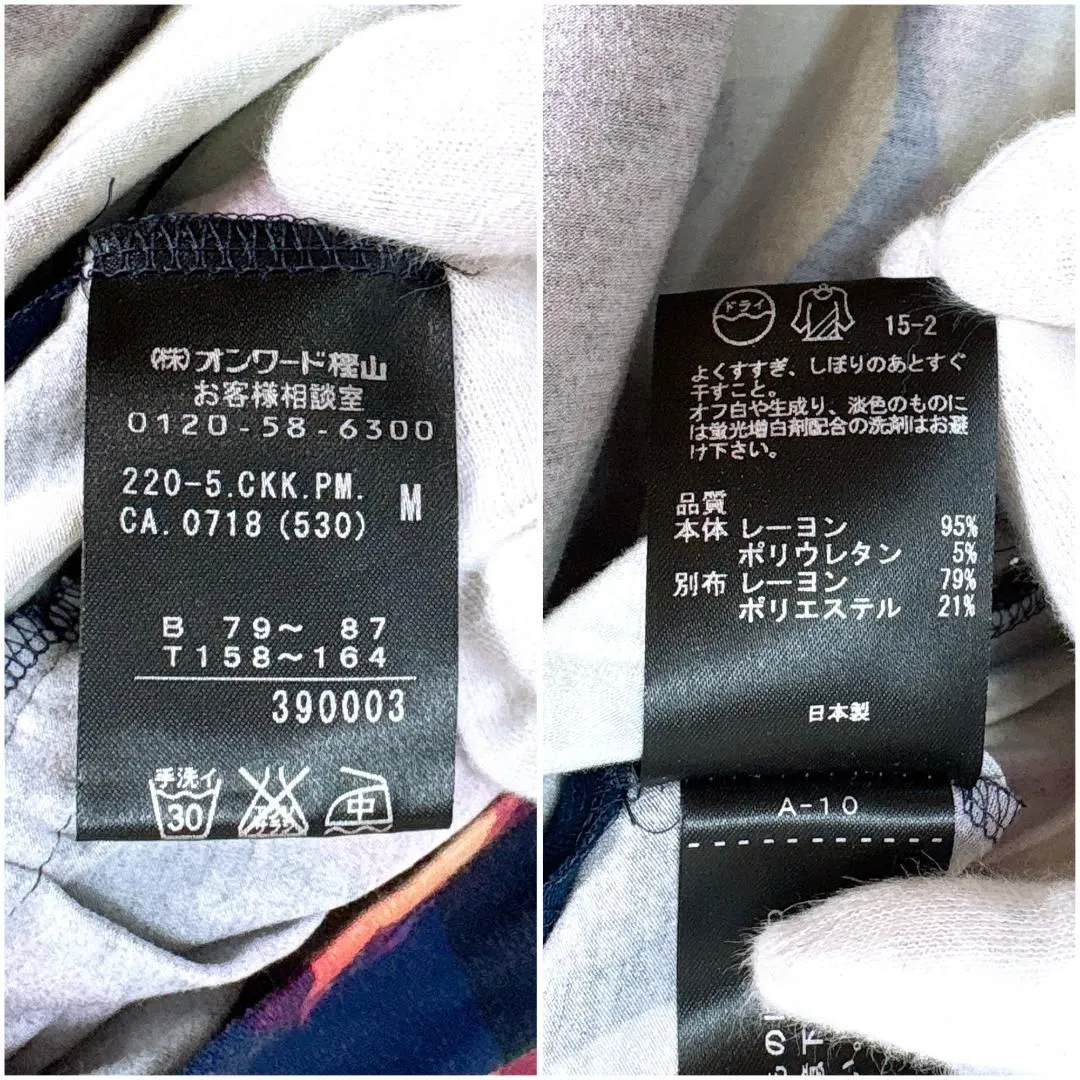 (株)オンワード樫山
お客様相談室
0120-58-6300
220-5.CKK.PM.
CA.0718(530) M
B 79～ 87
T158～164
390003
手洗イ
30
中
ドライ
15-2
よくすすぎ、しぼりのあとすぐ
干すこと。
オフ白や生成り、淡色のものに
は蛍光増白剤配合の洗剤はお避
け下さい。
品質
本体 レーヨン 95%
ポリウレタン 5%
別布 レーヨン 79%
ポリエステル 21%
日本製
A-10